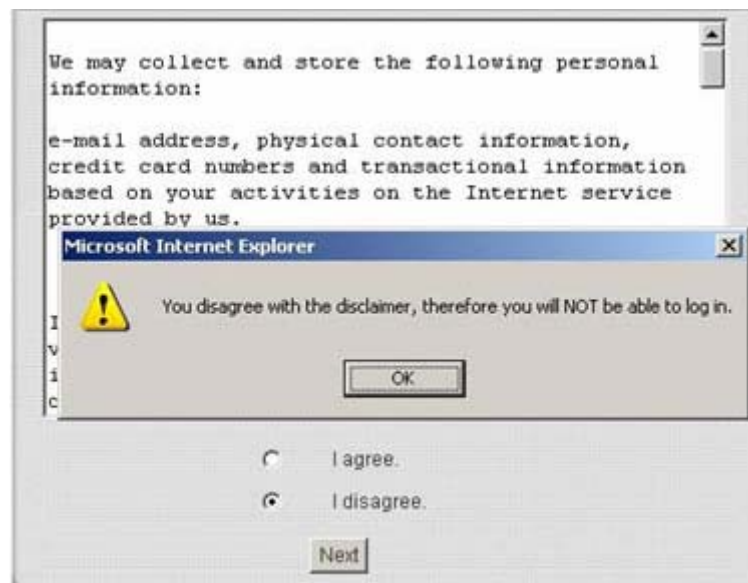 We may collect and store the following personal
information:
e-mail address, physical contact information,
credit card numbers and transactional information
based on your activities on the Internet service
provided by us.
Microsoft Internet Explorer
You disagree with the disclaimer, therefore you will NOT be able to log in.
OK
I agree.
I disagree.
Next